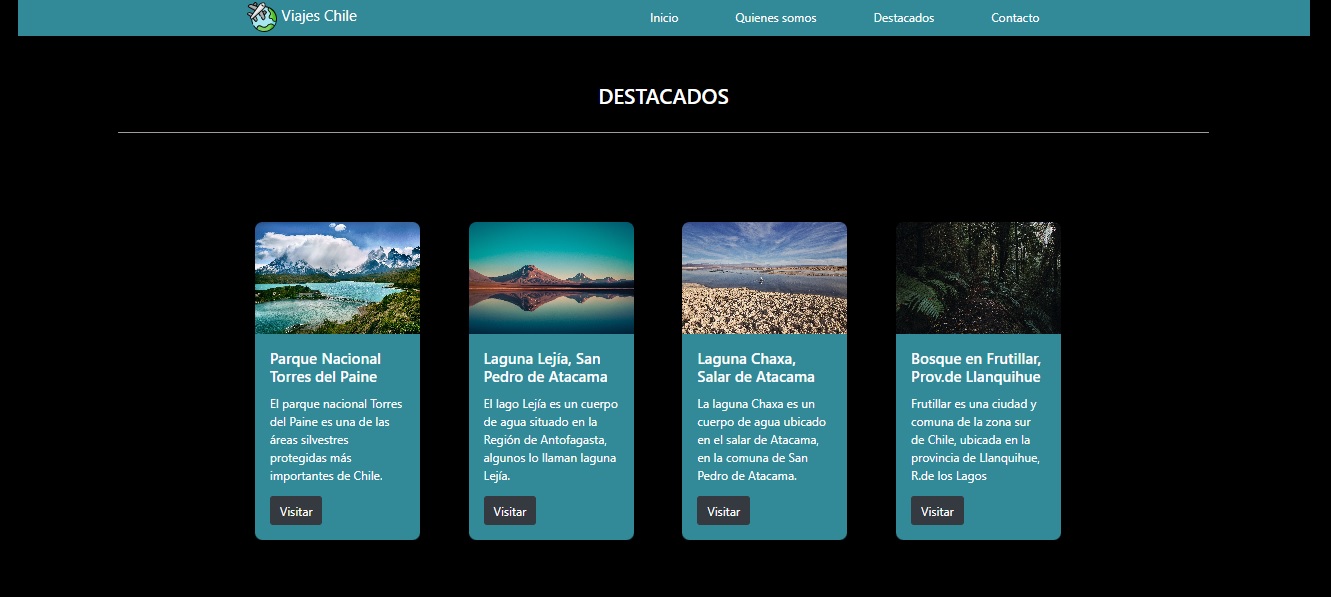 Viajes Chile
Inicio
Quienes somos
Destacados
Contacto
DESTACADOS
Parque Nacional
Torres del Paine
El parque nacional Torres
del Paine es una de las
áreas silvestres
protegidas más
importantes de Chile.
Visitar
Laguna Lejía, San
Pedro de Atacama
El lago Lejía es un cuerpo
de agua situado en la
Región de Antofagasta,
algunos lo llaman laguna
Lejía.
Visitar
Laguna Chaxa,
Salar de Atacama
La laguna Chaxa es un
cuerpo de agua ubicado
en el salar de Atacama,
en la comuna de San
Pedro de Atacama.
Visitar
Bosque en Frutillar,
Prov.de Llanquihue
Frutillar es una ciudad y
comuna de la zona sur
de Chile, ubicada en la
provincia de Llanquihue,
R.de los Lagos
Visitar